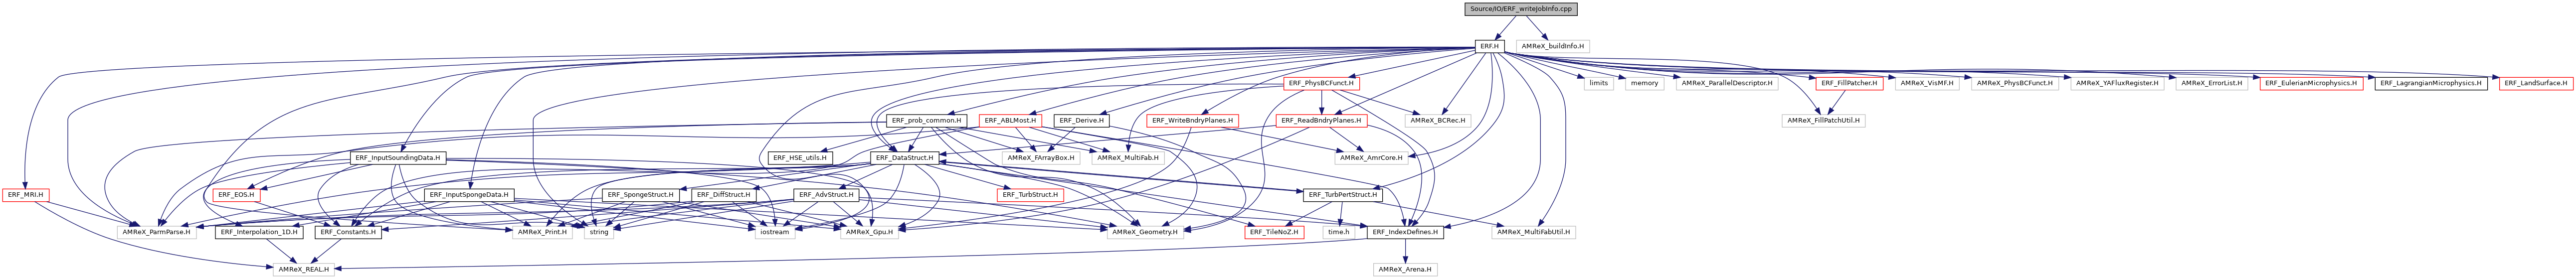 Source/IO/ERF_writeJobInfo.cpp
ERF.H
AMReX_buildInfo.H
ERF_PhysBCFunct.H
limits
memory
AMReX_ParallelDescriptor.H
ERF_FillPatcher.H
AMReX_VisMF.H
AMReX_PhysBCFunct.H
AMReX_YAFluxRegister.H
AMReX_ErrorList.H
ERF_EulerianMicrophysics.H
ERF_LagrangianMicrophysics.H
ERF_LandSurface.H
ERF_prob_common.H
ERF_ABLMost.H
ERF_Derive.H
ERF_WriteBndryPlanes.H
ERF_ReadBndryPlanes.H
AMReX_BCRec.H
AMReX_FillPatchUtil.H
ERF_InputSoundingData.H
ERF_HSE_utils.H
ERF_DataStruct.H
AMReX_FArrayBox.H
AMReX_MultiFab.H
AMReX_AmrCore.H
ERF_MRI.H
ERF_EOS.H
ERF_InputSpongeData.H
ERF_SpongeStruct.H
ERF_DiffStruct.H
ERF_AdvStruct.H
ERF_TurbStruct.H
ERF_TurbPertStruct.H
AMReX_ParmParse.H
ERF_Interpolation_1D.H
ERF_Constants.H
AMReX_Print.H
string
iostream
AMReX_Gpu.H
AMReX_Geometry.H
ERF_TileNoZ.H
time.h
ERF_IndexDefines.H
AMReX_MultiFabUtil.H
AMReX_REAL.H
AMReX_Arena.H